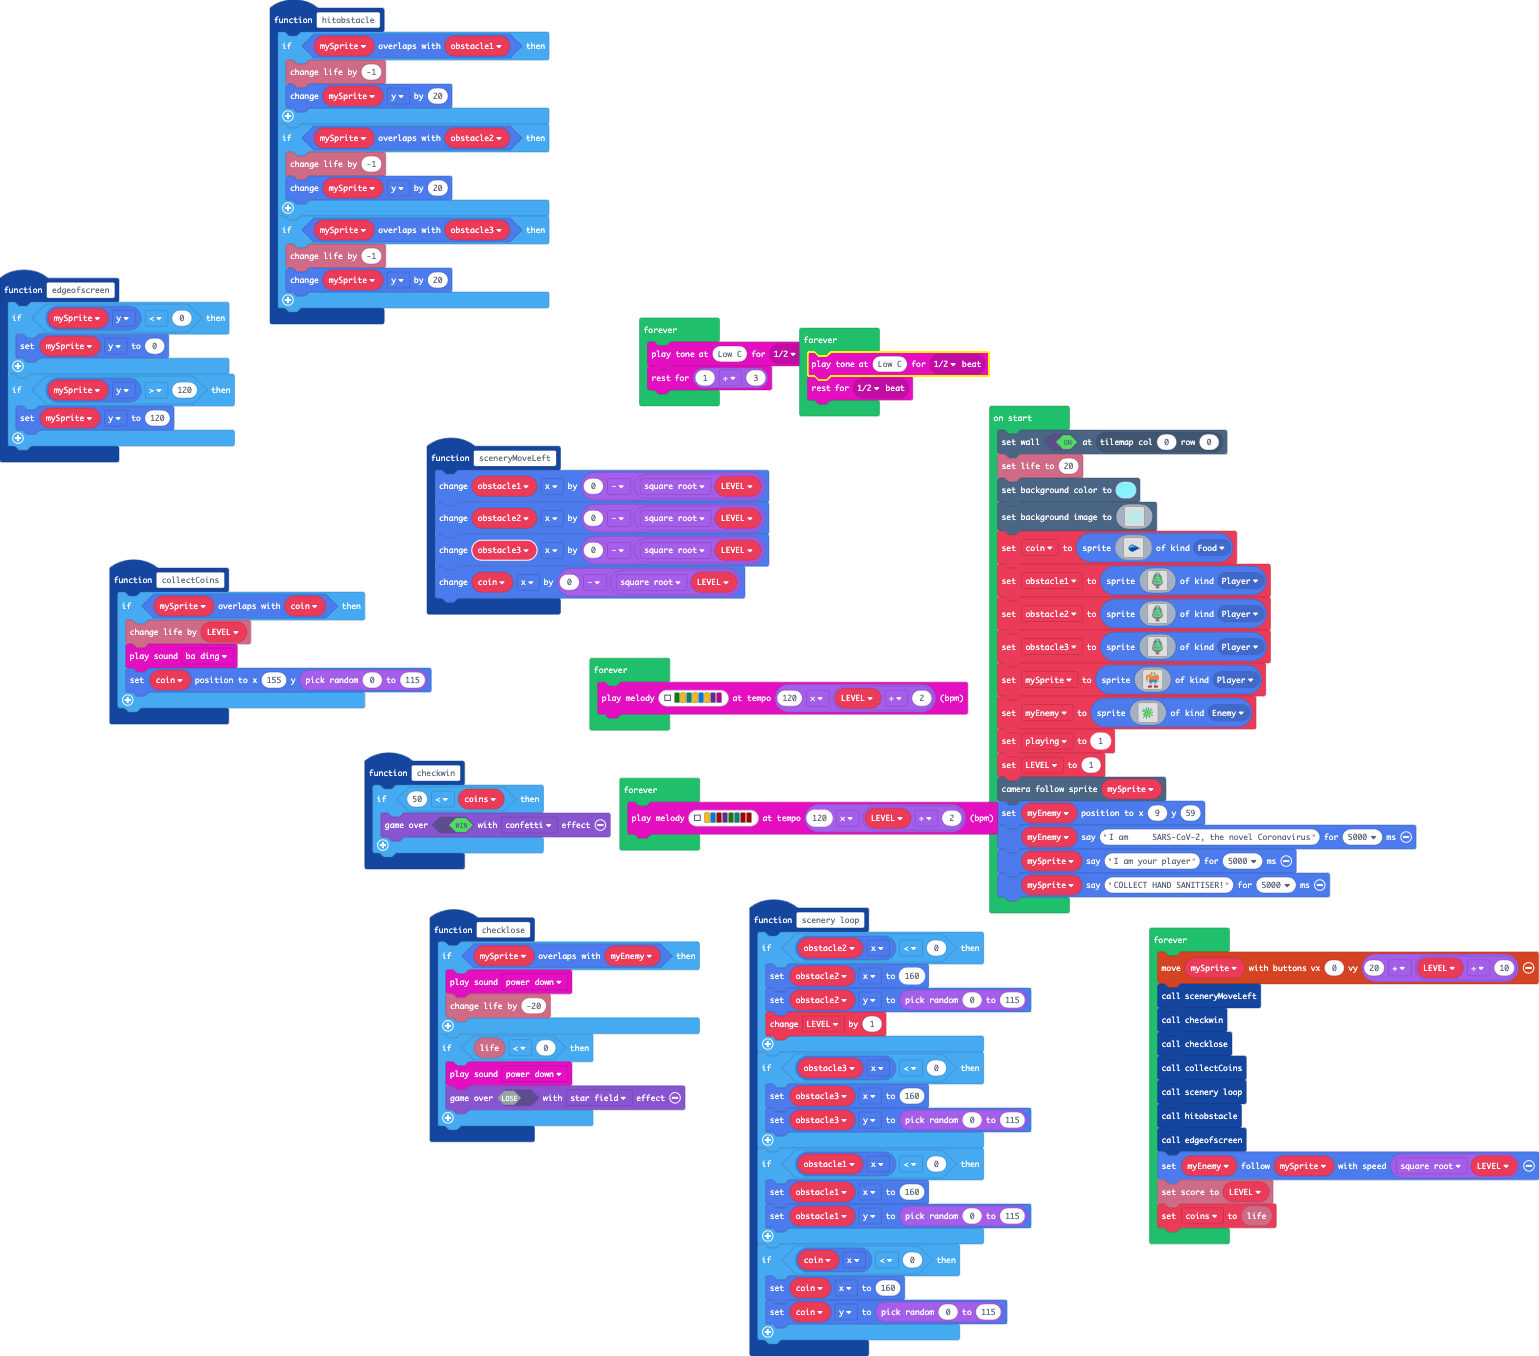 function hitobstacle
if mySprite overlaps with obstacle1 then
change life by -1
change mySprite y by 20
if mySprite overlaps with obstacle2 then
change life by -1
change mySprite y by 20
if mySprite overlaps with obstacle3 then
change life by -1
change mySprite y by 20
function edgeofscreen
if mySprite y < 0 then
set mySprite y to 0
if mySprite y > 120 then
set mySprite y to 120
forever
play tone at Low C for 1/2
rest for 1 ÷ 3
forever
play tone at Low C for 1/2 beat
rest for 1/2 beat
function sceneryMoveLeft
change obstacle1 x by 0 - square root LEVEL
change obstacle2 x by 0 - square root LEVEL
change obstacle3 x by 0 - square root LEVEL
change coin x by 0 - square root LEVEL
function collectCoins
if mySprite overlaps with coin then
change life by LEVEL
play sound ba ding
set coin position to x 155 y pick random 0 to 115
forever
play melody at tempo 120 x LEVEL ÷ 2 (bpm)
function checkwin
if 50 < coins then
game over WIN with confetti effect
forever
play melody at tempo 120 x LEVEL ÷ 2 (bpm)
on start
set wall ON at tilemap col 0 row 0
set life to 20
set background color to
set background image to
set coin to sprite of kind Food
set obstacle1 to sprite of kind Player
set obstacle2 to sprite of kind Player
set obstacle3 to sprite of kind Player
set mySprite to sprite of kind Player
set myEnemy to sprite of kind Enemy
set playing to 1
set LEVEL to 1
camera follow sprite mySprite
set myEnemy position to x 9 y 59
myEnemy say "I am SARS-CoV-2, the novel Coronavirus" for 5000 ms
mySprite say "I am your player" for 5000 ms
mySprite say "COLLECT HAND SANITISER!" for 5000 ms
function checklose
if mySprite overlaps with myEnemy then
play sound power down
change life by -20
if life < 0 then
play sound power down
game over LOSE with star field effect
function scenery loop
if obstacle2 x < 0 then
set obstacle2 x to 160
set obstacle2 y to pick random 0 to 115
change LEVEL by 1
if obstacle3 x < 0 then
set obstacle3 x to 160
set obstacle3 y to pick random 0 to 115
if obstacle1 x < 0 then
set obstacle1 x to 160
set obstacle1 y to pick random 0 to 115
if coin x < 0 then
set coin x to 160
set coin y to pick random 0 to 115
forever
move mySprite with buttons vx 0 vy 20 + LEVEL ÷ 10
call sceneryMoveLeft
call checkwin
call checklose
call collectCoins
call scenery loop
call hitobstacle
call edgeofscreen
set myEnemy follow mySprite with speed square root LEVEL
set score to LEVEL
set coins to life